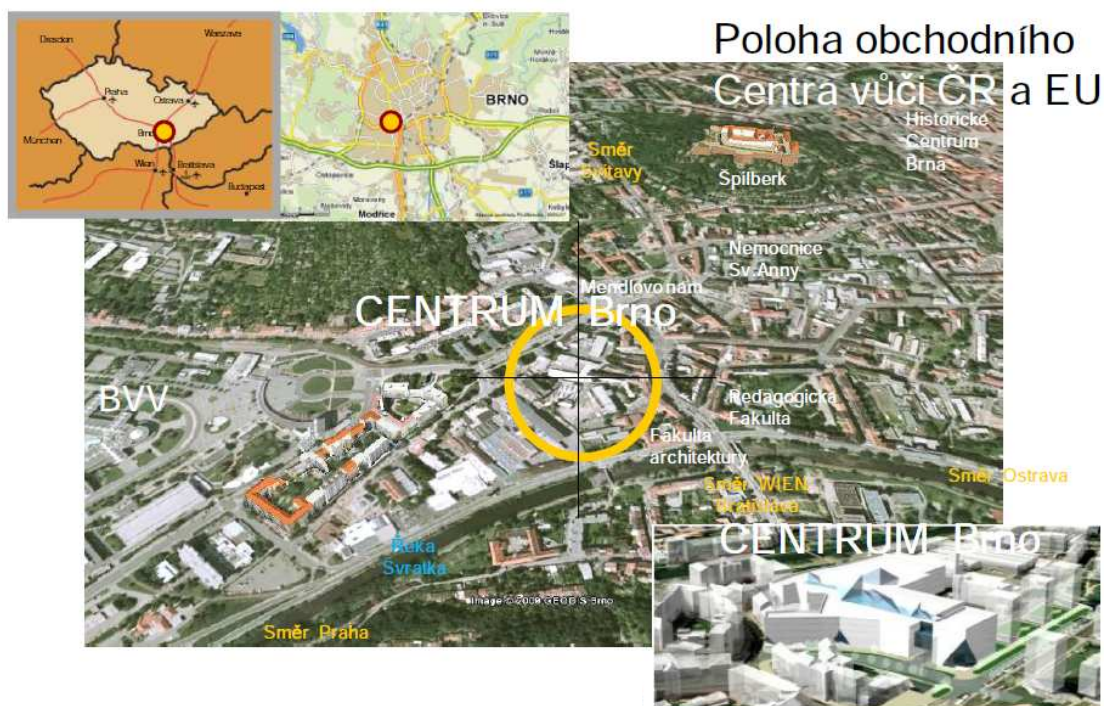 Poloha obchodního
Centra vůči ČR a EU
Dresden
Warszawa
Praha
Ostrava
Brno
München
Wien
Bratislava
Budapest
BRNO
Modřice
Šlap
Směr
Svitavy
Špilberk
Historické
Centrum
Brna
Nemocnice
Sv.Anny
Mendlovo nám
CENTRUM Brno
BVV
Pedagogická
Fakulta
Fakulta
architektury
Směr WIEN
Bratislava
Směr Ostrava
Řeka
Svratka
Image © 2009 GEODIS Brno
Směr Praha
CENTRUM Brno